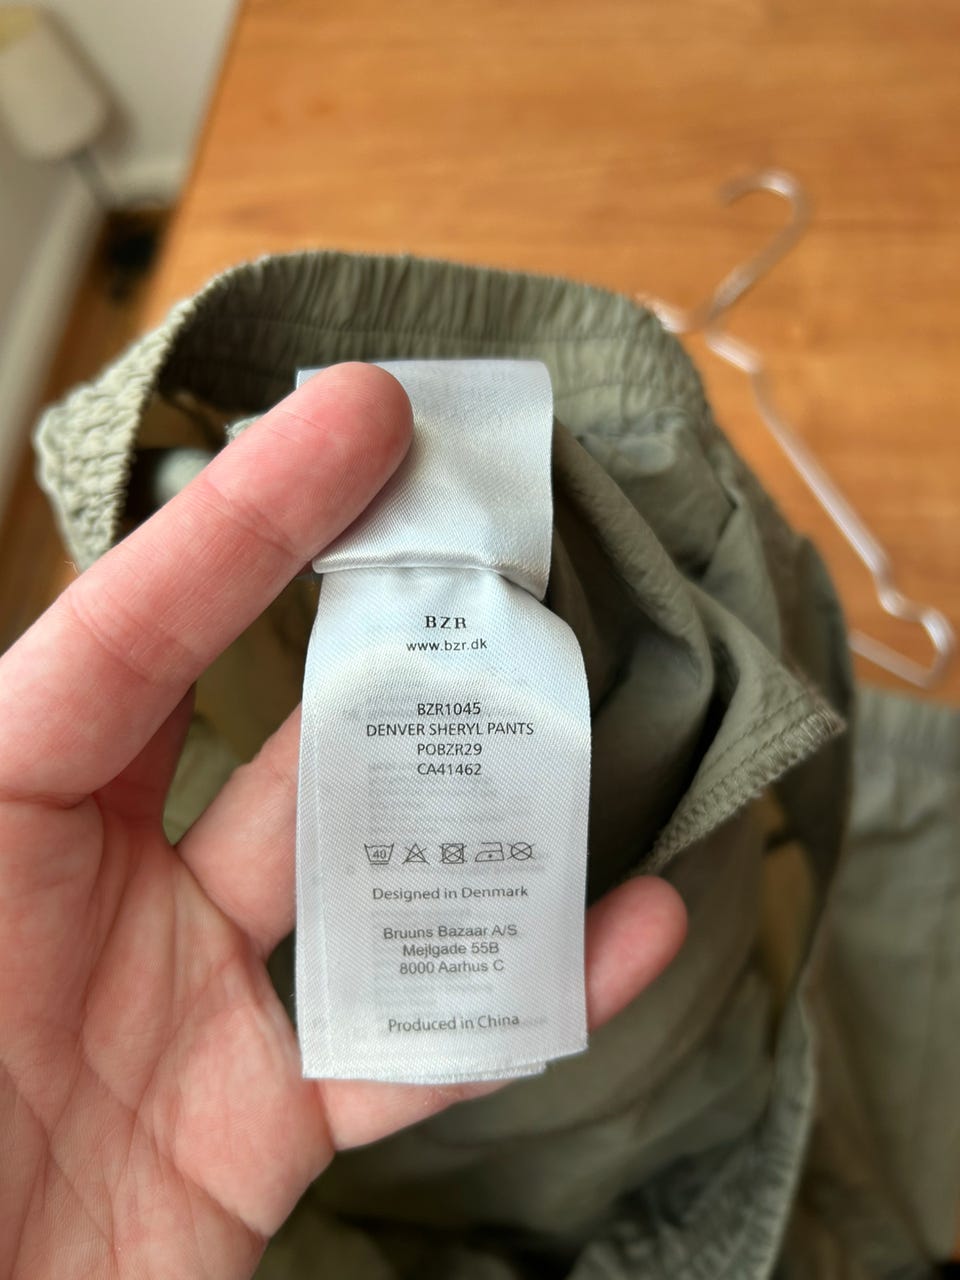 BZR
www.bzr.dk
BZR1045
DENVER SHERYL PANTS
POBZR29
CA41462
40
Designed in Denmark
Bruuns Bazaar A/S
Mejlgade 55B
8000 Aarhus C
Produced in China